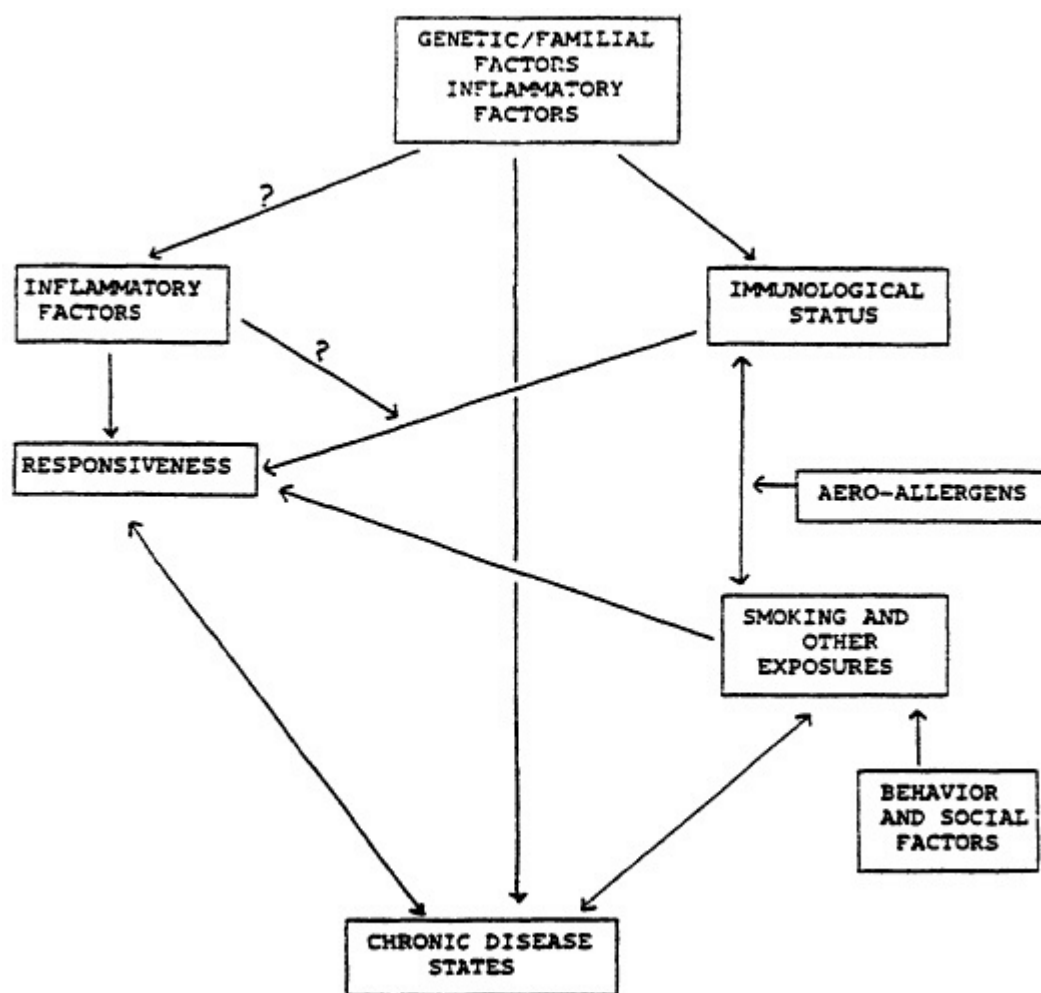 GENETIC/FAMILIAL
FACTORS
INFLAMMATORY
FACTORS
?
INFLAMMATORY
FACTORS
IMMUNOLOGICAL
STATUS
?
RESPONSIVENESS
AERO-ALLERGENS
SMOKING AND
OTHER
EXPOSURES
BEHAVIOR
AND SOCIAL
FACTORS
CHRONIC DISEASE
STATES